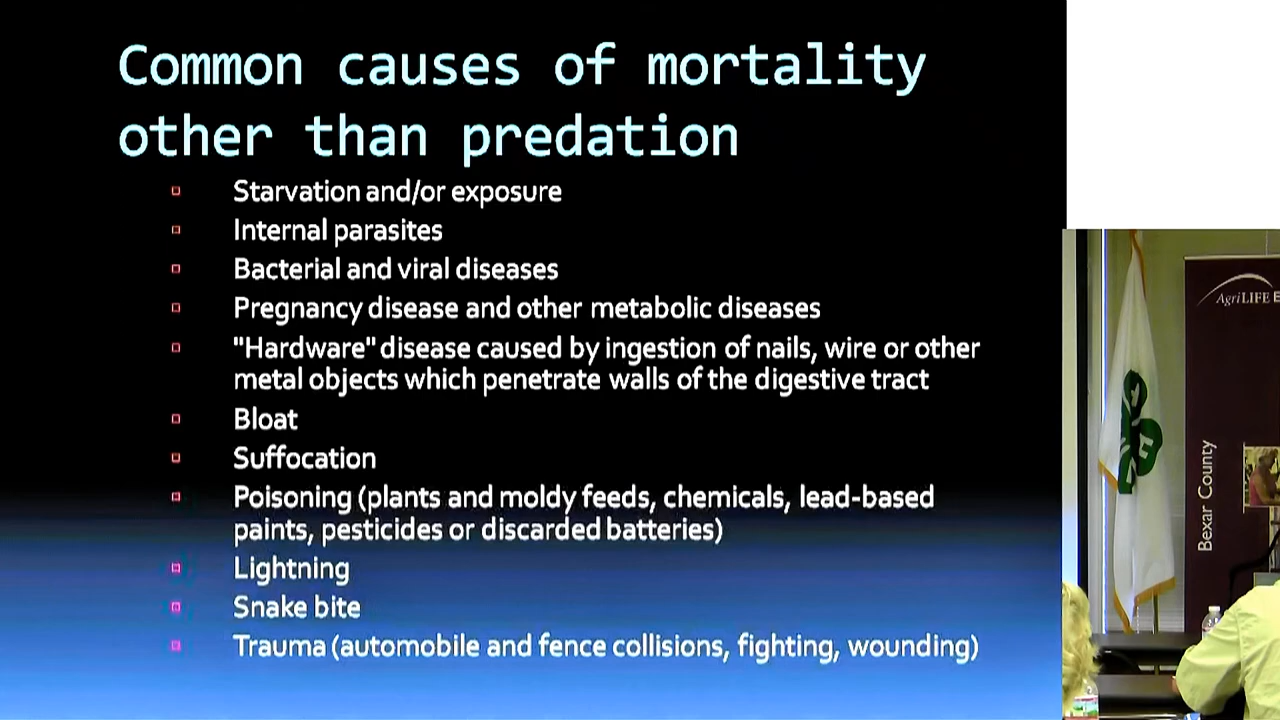 Common causes of mortality
other than predation
Starvation and/or exposure
Internal parasites
Bacterial and viral diseases
Pregnancy disease and other metabolic diseases
"Hardware" disease caused by ingestion of nails, wire or other
metal objects which penetrate walls of the digestive tract
Bloat
Suffocation
Poisoning (plants and moldy feeds, chemicals, lead-based
paints, pesticides or discarded batteries)
Lightning
Snake bite
Trauma (automobile and fence collisions, fighting, wounding)
AgriLIFE E
Bexar County